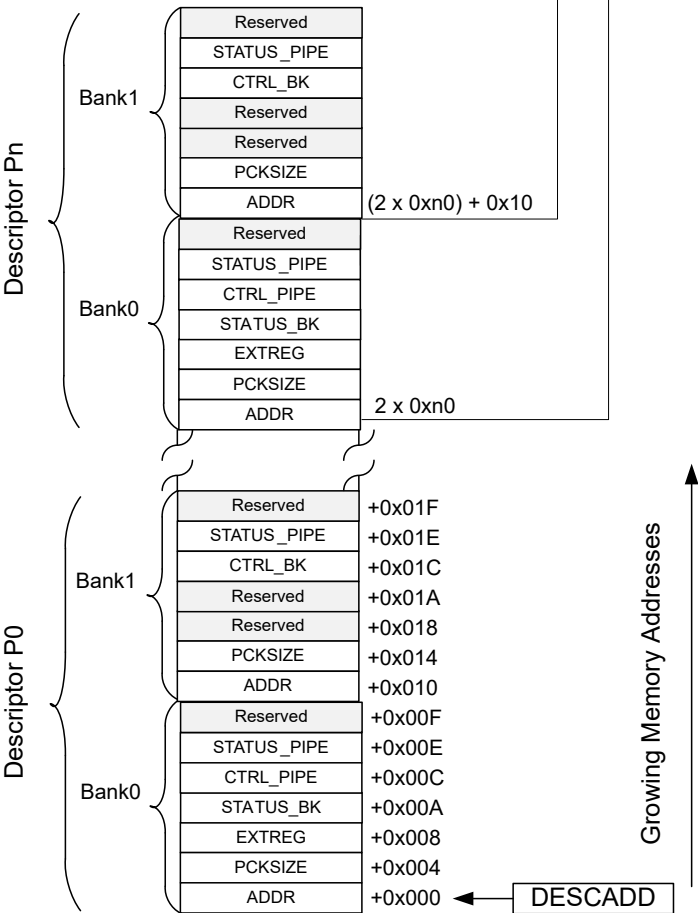 Descriptor Pn
Bank1
Reserved
STATUS_PIPE
CTRL_BK
Reserved
Reserved
PCKSIZE
ADDR (2 x 0xn0) + 0x10
Bank0
Reserved
STATUS_PIPE
CTRL_PIPE
STATUS_BK
EXTREG
PCKSIZE
ADDR 2 x 0xn0
Descriptor P0
Bank1
Reserved +0x01F
STATUS_PIPE +0x01E
CTRL_BK +0x01C
Reserved +0x01A
Reserved +0x018
PCKSIZE +0x014
ADDR +0x010
Bank0
Reserved +0x00F
STATUS_PIPE +0x00E
CTRL_PIPE +0x00C
STATUS_BK +0x00A
EXTREG +0x008
PCKSIZE +0x004
ADDR +0x000 DESCADD
Growing Memory Addresses